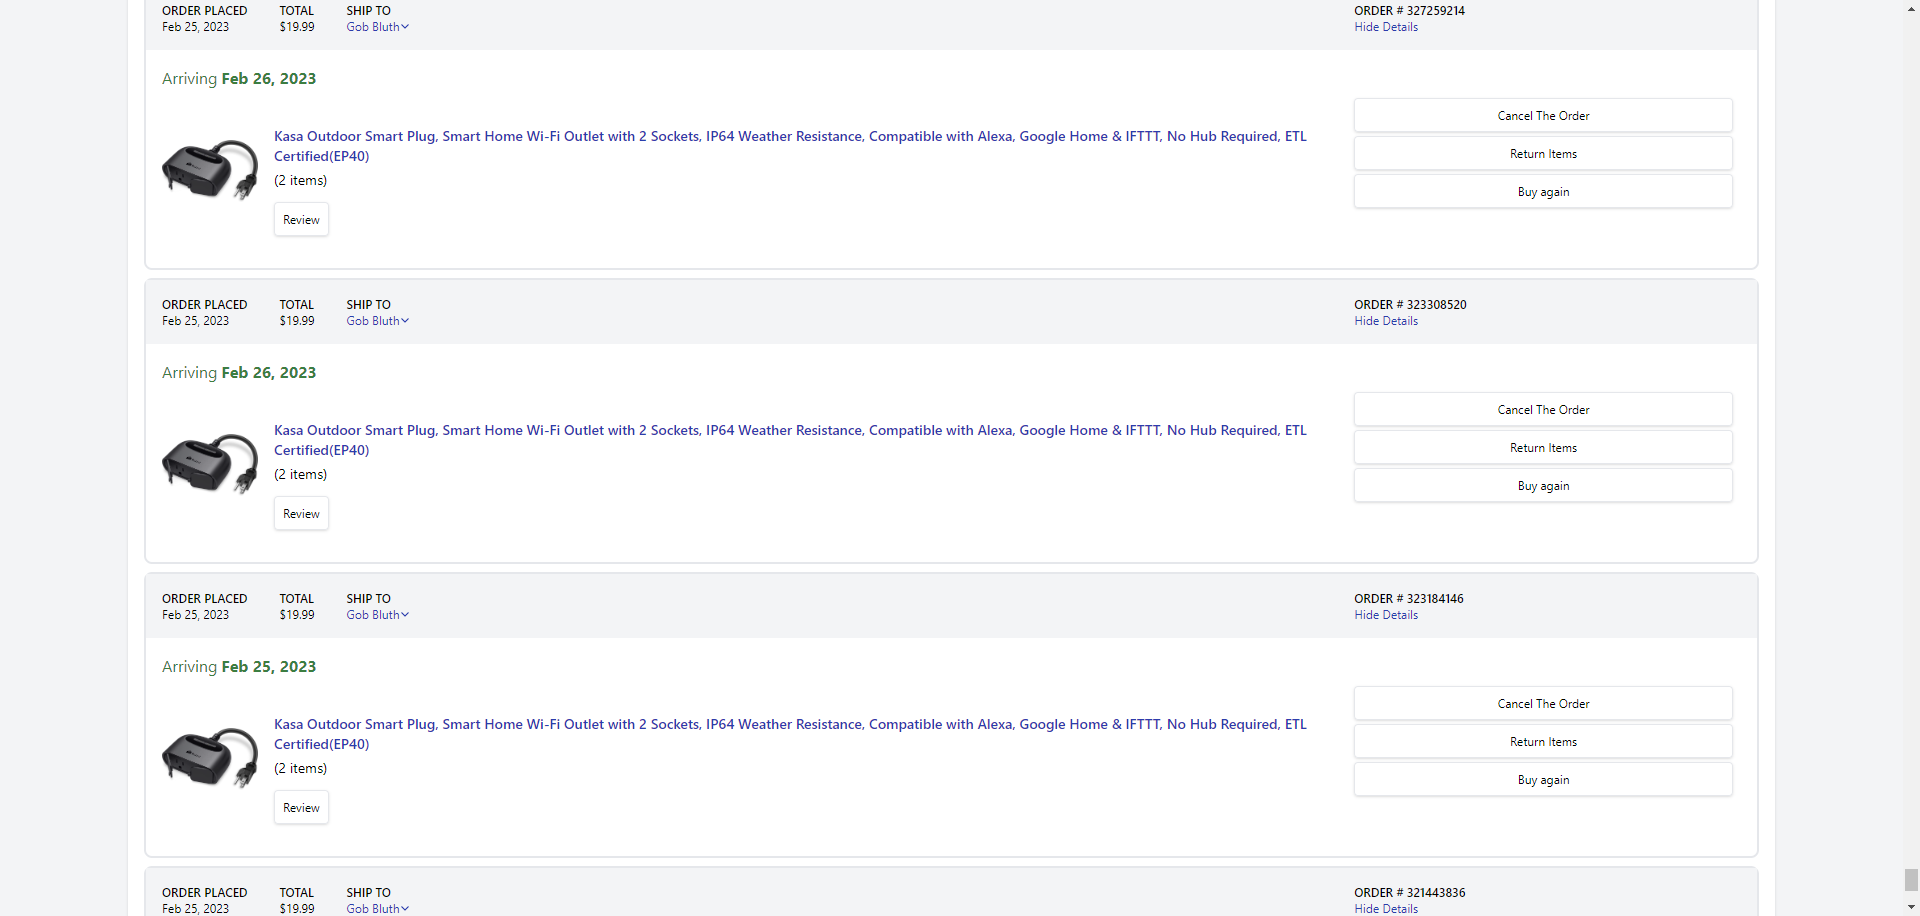 ORDER PLACED TOTAL SHIP TO ORDER # 327259214
Feb 25, 2023 $19.99 Gob Bluth Hide Details
Arriving Feb 26, 2023
Kasa Outdoor Smart Plug, Smart Home Wi-Fi Outlet with 2 Sockets, IP64 Weather Resistance, Compatible with Alexa, Google Home & IFTTT, No Hub Required, ETL
Certified(EP40)
(2 items)
Review
Cancel The Order
Return Items
Buy again
ORDER PLACED TOTAL SHIP TO ORDER # 323308520
Feb 25, 2023 $19.99 Gob Bluth Hide Details
Arriving Feb 26, 2023
Kasa Outdoor Smart Plug, Smart Home Wi-Fi Outlet with 2 Sockets, IP64 Weather Resistance, Compatible with Alexa, Google Home & IFTTT, No Hub Required, ETL
Certified(EP40)
(2 items)
Review
Cancel The Order
Return Items
Buy again
ORDER PLACED TOTAL SHIP TO ORDER # 323184146
Feb 25, 2023 $19.99 Gob Bluth Hide Details
Arriving Feb 25, 2023
Kasa Outdoor Smart Plug, Smart Home Wi-Fi Outlet with 2 Sockets, IP64 Weather Resistance, Compatible with Alexa, Google Home & IFTTT, No Hub Required, ETL
Certified(EP40)
(2 items)
Review
Cancel The Order
Return Items
Buy again
ORDER PLACED TOTAL SHIP TO ORDER # 321443836
Feb 25, 2023 $19.99 Gob Bluth Hide Details